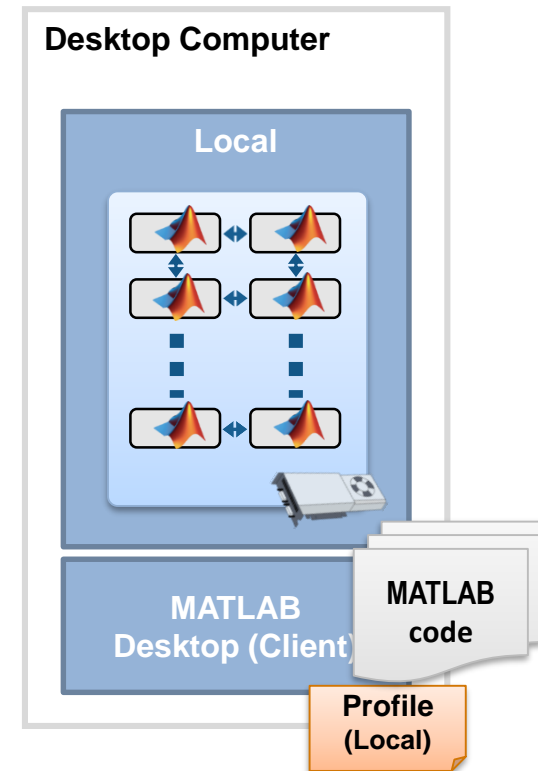 Desktop Computer
Local
MATLAB
Desktop (Client)
MATLAB
code
Profile
(Local)